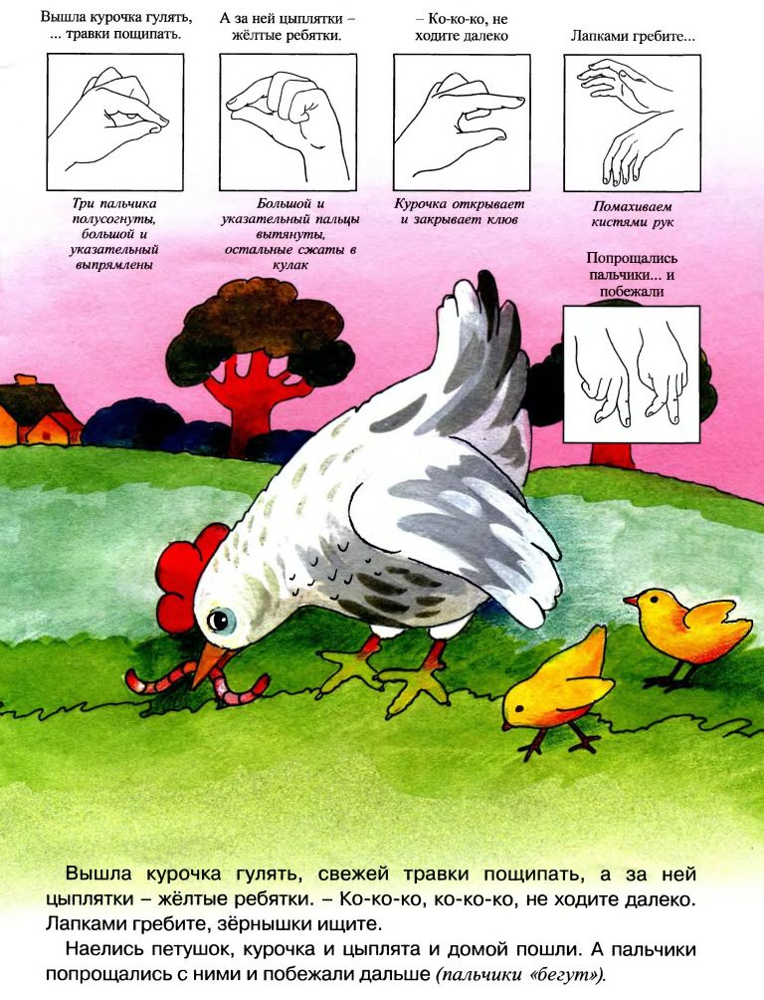 Вышла курочка гулять,
... травки пощипать.
А за ней цыплятки –
жёлтые ребятки.
– Ко-ко-ко, не
ходите далеко
Лапками гребите...
Три пальчика
полусогнуты,
большой и
указательный
выпрямлены
Большой и
указательный пальцы
вытянуты,
остальные сжаты в
кулак
Курочка открывает
и закрывает клюв
Помахиваем
кистями рук
Попрощались
пальчики... и
побежали
Вышла курочка гулять, свежей травки пощипать, а за ней
цыплятки – жёлтые ребятки. – Ко-ко-ко, ко-ко-ко, не ходите далеко.
Лапками гребите, зёрнышки ищите.
Наелись петушок, курочка и цыплята и домой пошли. А пальчики
попрощались с ними и побежали дальше (пальчики «бегут»).